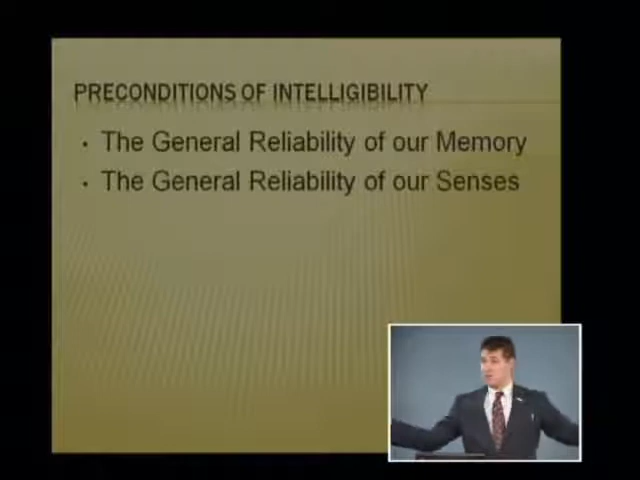 PRECONDITIONS OF INTELLIGIBILITY
• The General Reliability of our Memory
• The General Reliability of our Senses